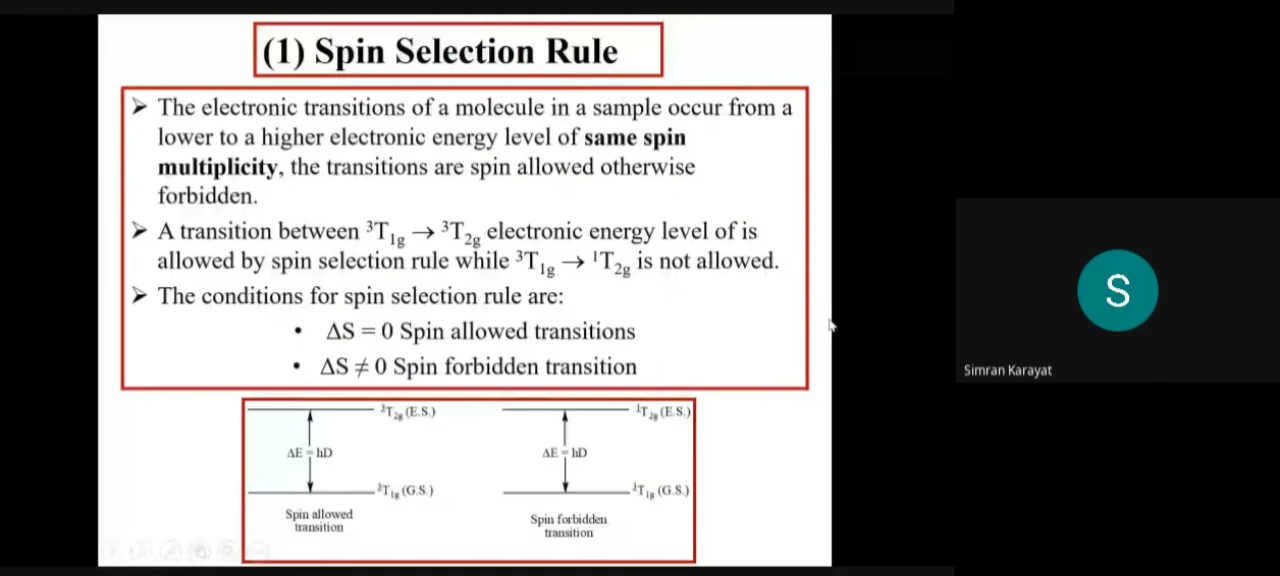 (1) Spin Selection Rule
➢ The electronic transitions of a molecule in a sample occur from a
lower to a higher electronic energy level of same spin
multiplicity, the transitions are spin allowed otherwise
forbidden.
➢ A transition between ³T₁g → ³T₂g electronic energy level of is
allowed by spin selection rule while ³T₁g → ¹T₂g is not allowed.
➢ The conditions for spin selection rule are:
• ΔS = 0 Spin allowed transitions
• ΔS ≠ 0 Spin forbidden transition
³T₂g (E.S.)
ΔE = hD
³T₁g (G.S.)
Spin allowed
transition
¹T₂g (E.S.)
ΔE = hD
³T₁g (G.S.)
Spin forbidden
transition
S
Simran Karayat